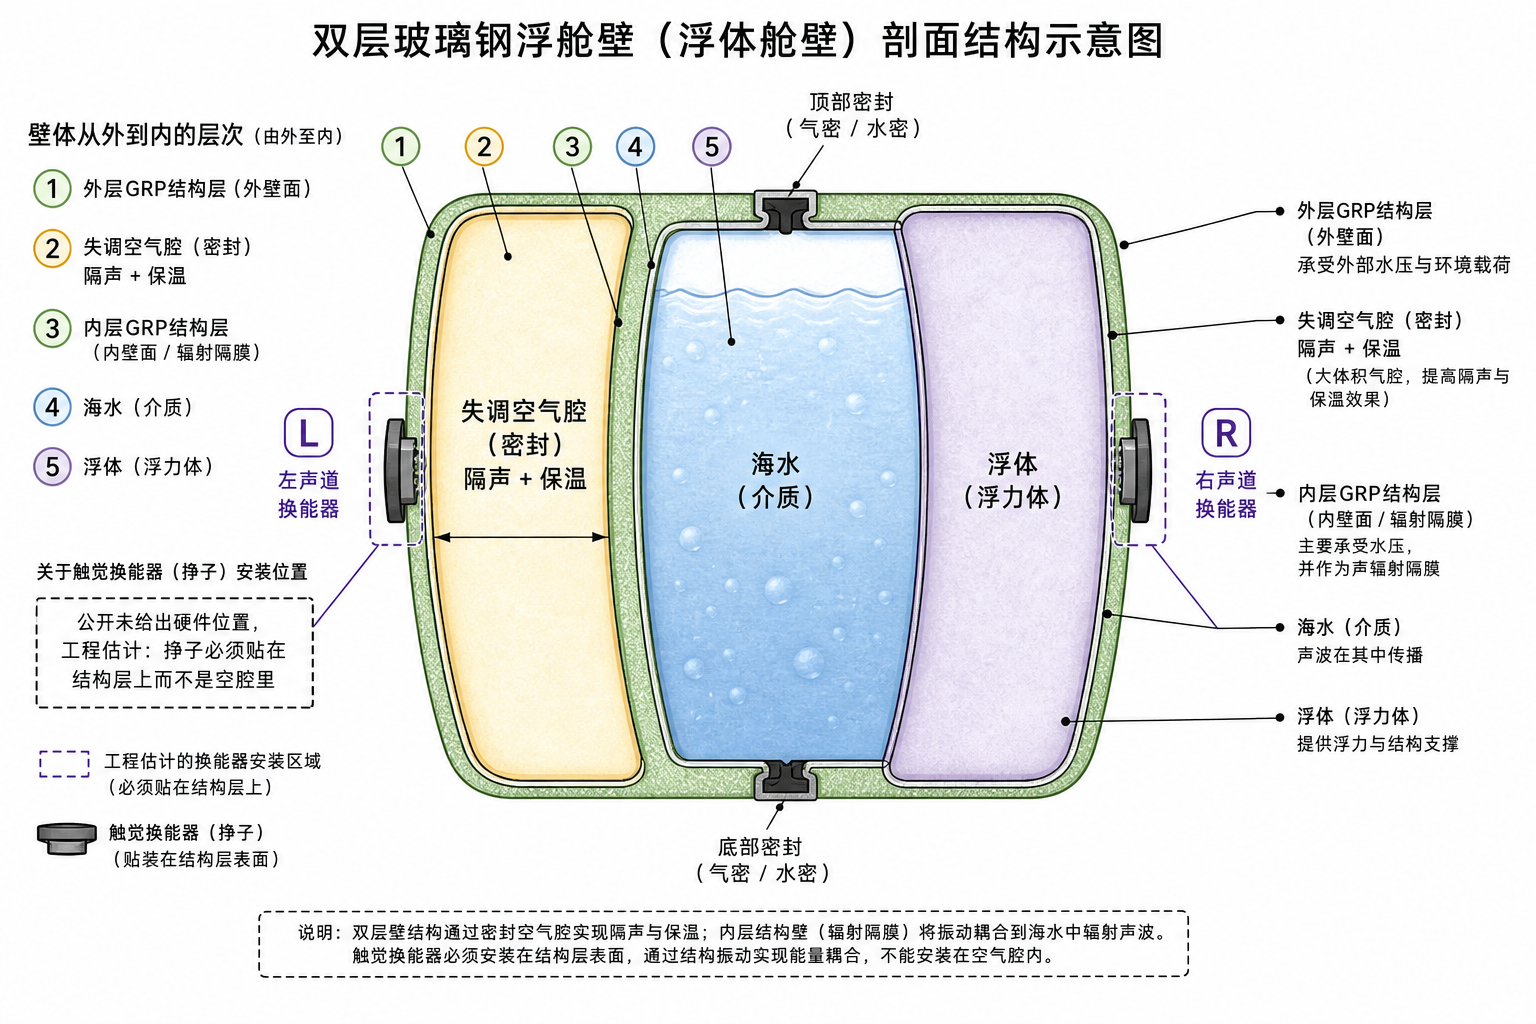 双层玻璃钢浮舱壁（浮体舱壁）剖面结构示意图
壁体从外到内的层次（由外至内）
1 外层GRP结构层（外壁面）
2 失调空气腔（密封）
隔声 + 保温
3 内层GRP结构层
（内壁面 / 辐射隔膜）
4 海水（介质）
5 浮体（浮力体）
1 2 3 4 5
顶部密封
（气密 / 水密）
失调空气腔
（密封）
隔声 + 保温
海水
（介质）
浮体
（浮力体）
L
左声道
换能器
R
右声道
换能器
外层GRP结构层
（外壁面）
承受外部水压与环境载荷
失调空气腔（密封）
隔声 + 保温
（大体积气腔，提高隔声与
保温效果）
内层GRP结构层
（内壁面 / 辐射隔膜）
主要承受水压，
并作为声辐射隔膜
海水（介质）
声波在其中传播
浮体（浮力体）
提供浮力与结构支撑
关于触觉换能器（挣子）安装位置
公开未给出硬件位置，
工程估计：挣子必须贴在
结构层上而不是空腔里
工程估计的换能器安装区域
（必须贴在结构层上）
触觉换能器（挣子）
（贴装在结构层表面）
底部密封
（气密 / 水密）
说明：双层壁结构通过密封空气腔实现隔声与保温；内层结构壁（辐射隔膜）将振动耦合到海水中辐射声波。
触觉换能器必须安装在结构层表面，通过结构振动实现能量耦合，不能安装在空气腔内。